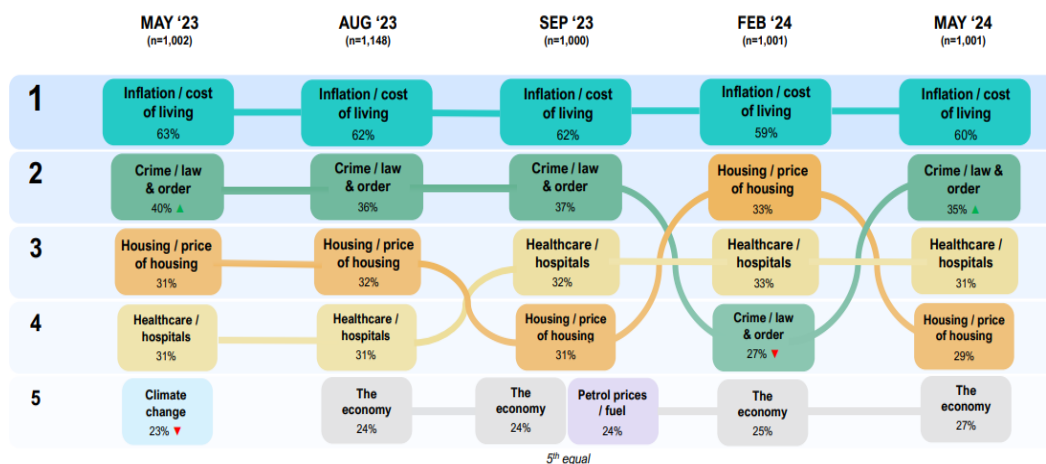 MAY ‘23
(n=1,002)
AUG ‘23
(n=1,148)
SEP ‘23
(n=1,000)
FEB ‘24
(n=1,001)
MAY ‘24
(n=1,001)
1
Inflation / cost
of living
63%
Inflation / cost
of living
62%
Inflation / cost
of living
62%
Inflation / cost
of living
59%
Inflation / cost
of living
60%
2
Crime / law
& order
40% ▲
Crime / law
& order
36%
Crime / law
& order
37%
Housing / price
of housing
33%
Crime / law &
order
35% ▲
3
Housing / price
of housing
31%
Housing / price
of housing
32%
Healthcare /
hospitals
32%
Healthcare /
hospitals
33%
Healthcare /
hospitals
31%
4
Healthcare /
hospitals
31%
Healthcare /
hospitals
31%
Housing / price
of housing
31%
Crime / law
& order
27% ▼
Housing / price
of housing
29%
5
Climate
change
23% ▼
The
economy
24%
The
economy
24%
Petrol prices
/ fuel
24%
The
economy
25%
The
economy
27%
5th equal